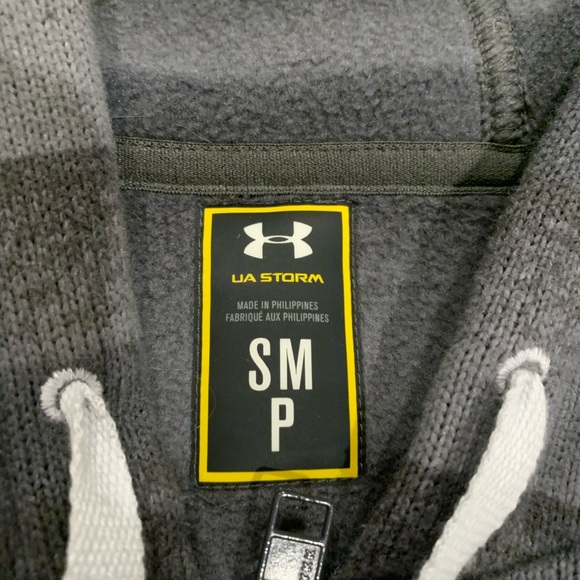 UA STORM
MADE IN PHILIPPINES
FABRIQUÉ AUX PHILIPPINES
SM
P